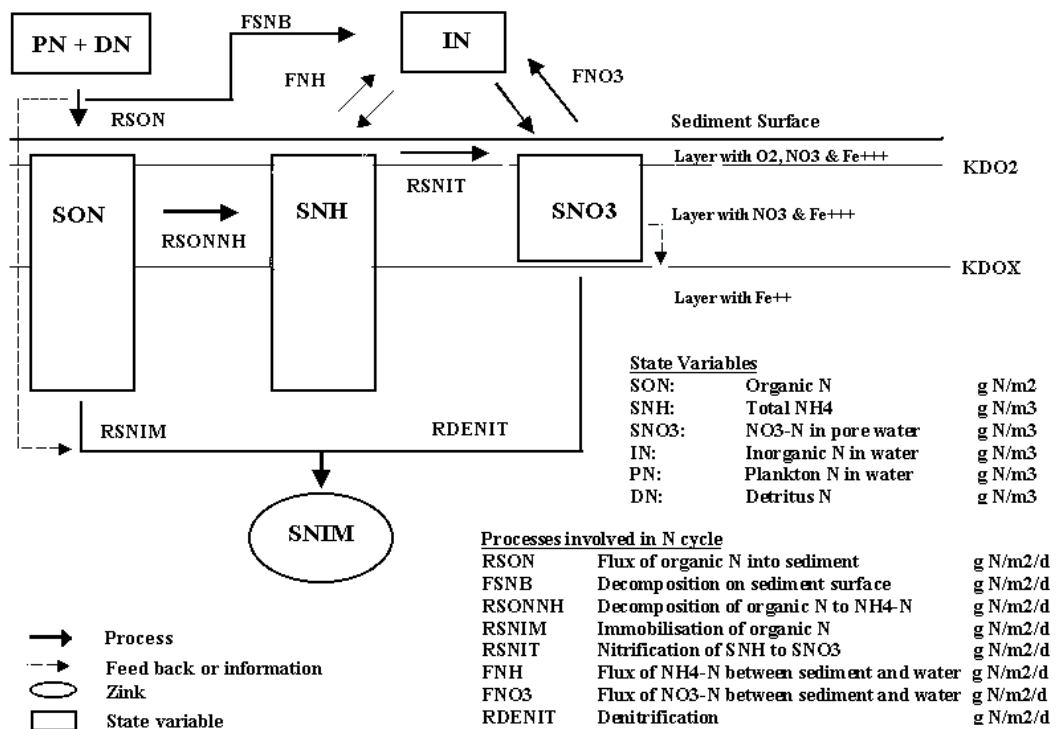 FSNB
PN + DN
IN
FNH
FNO3
RSON
Sediment Surface
Layer with O2, NO3 & Fe+++
KDO2
RSNIT
SON
SNH
SNO3
Layer with NO3 & Fe+++
RSONNH
KDOX
Layer with Fe++
State Variables
SON: Organic N g N/m2
SNH: Total NH4 g N/m3
SNO3: NO3-N in pore water g N/m3
IN: Inorganic N in water g N/m3
PN: Plankton N in water g N/m3
DN: Detritus N g N/m3
RSNIM
RDENIT
SNIM
Processes involved in N cycle
RSON Flux of organic N into sediment g N/m2/d
FSNB Decomposition on sediment surface g N/m2/d
RSONNH Decomposition of organic N to NH4-N g N/m2/d
RSNIM Immobilisation of organic N g N/m2/d
RSNIT Nitrification of SNH to SNO3 g N/m2/d
FNH Flux of NH4-N between sediment and water g N/m2/d
FNO3 Flux of NO3-N between sediment and water g N/m2/d
RDENIT Denitrification g N/m2/d
Process
Feed back or information
Zink
State variable